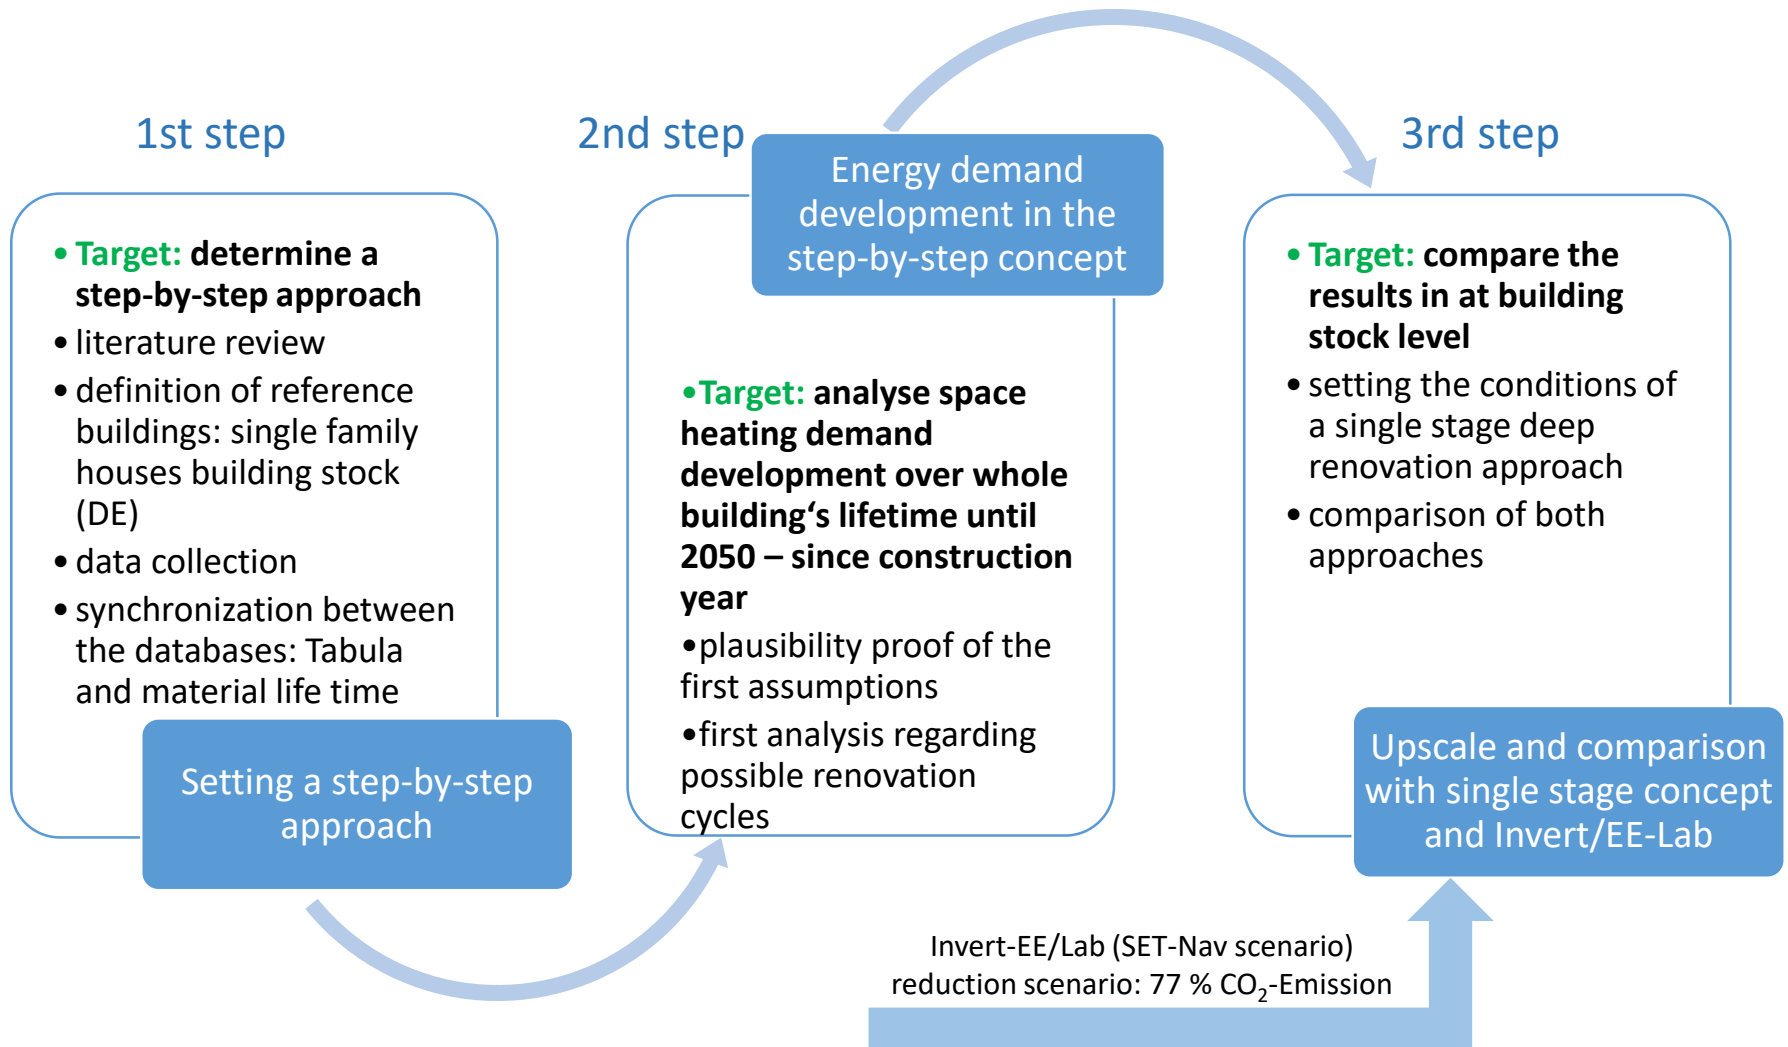 1st step
• Target: determine a
step-by-step approach
• literature review
• definition of reference
buildings: single family
houses building stock
(DE)
• data collection
• synchronization between
the databases: Tabula
and material life time
Setting a step-by-step
approach
2nd step
Energy demand
development in the
step-by-step concept
•Target: analyse space
heating demand
development over whole
building‘s lifetime until
2050 – since construction
year
•plausibility proof of the
first assumptions
•first analysis regarding
possible renovation
cycles
3rd step
• Target: compare the
results in at building
stock level
• setting the conditions of
a single stage deep
renovation approach
• comparison of both
approaches
Upscale and comparison
with single stage concept
and Invert/EE-Lab
Invert-EE/Lab (SET-Nav scenario)
reduction scenario: 77 % CO₂-Emission